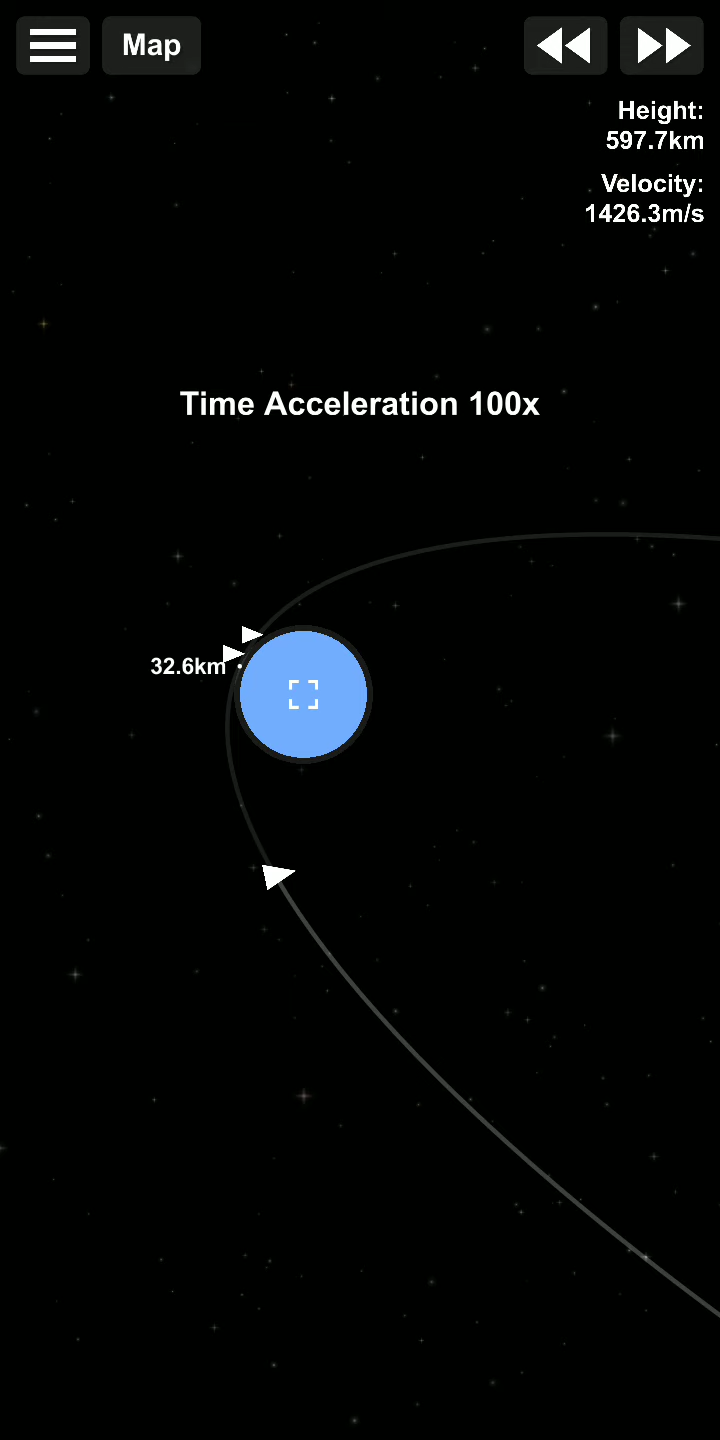 Map
Height:
597.7km
Velocity:
1426.3m/s
Time Acceleration 100x
32.6km